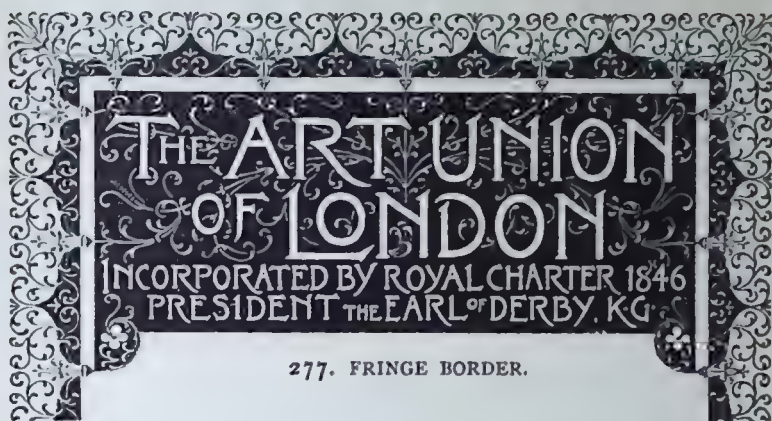 THE ART UNION
OF LONDON
INCORPORATED BY ROYAL CHARTER 1846
PRESIDENT THE EARL OF DERBY. K.G.
277. FRINGE BORDER.